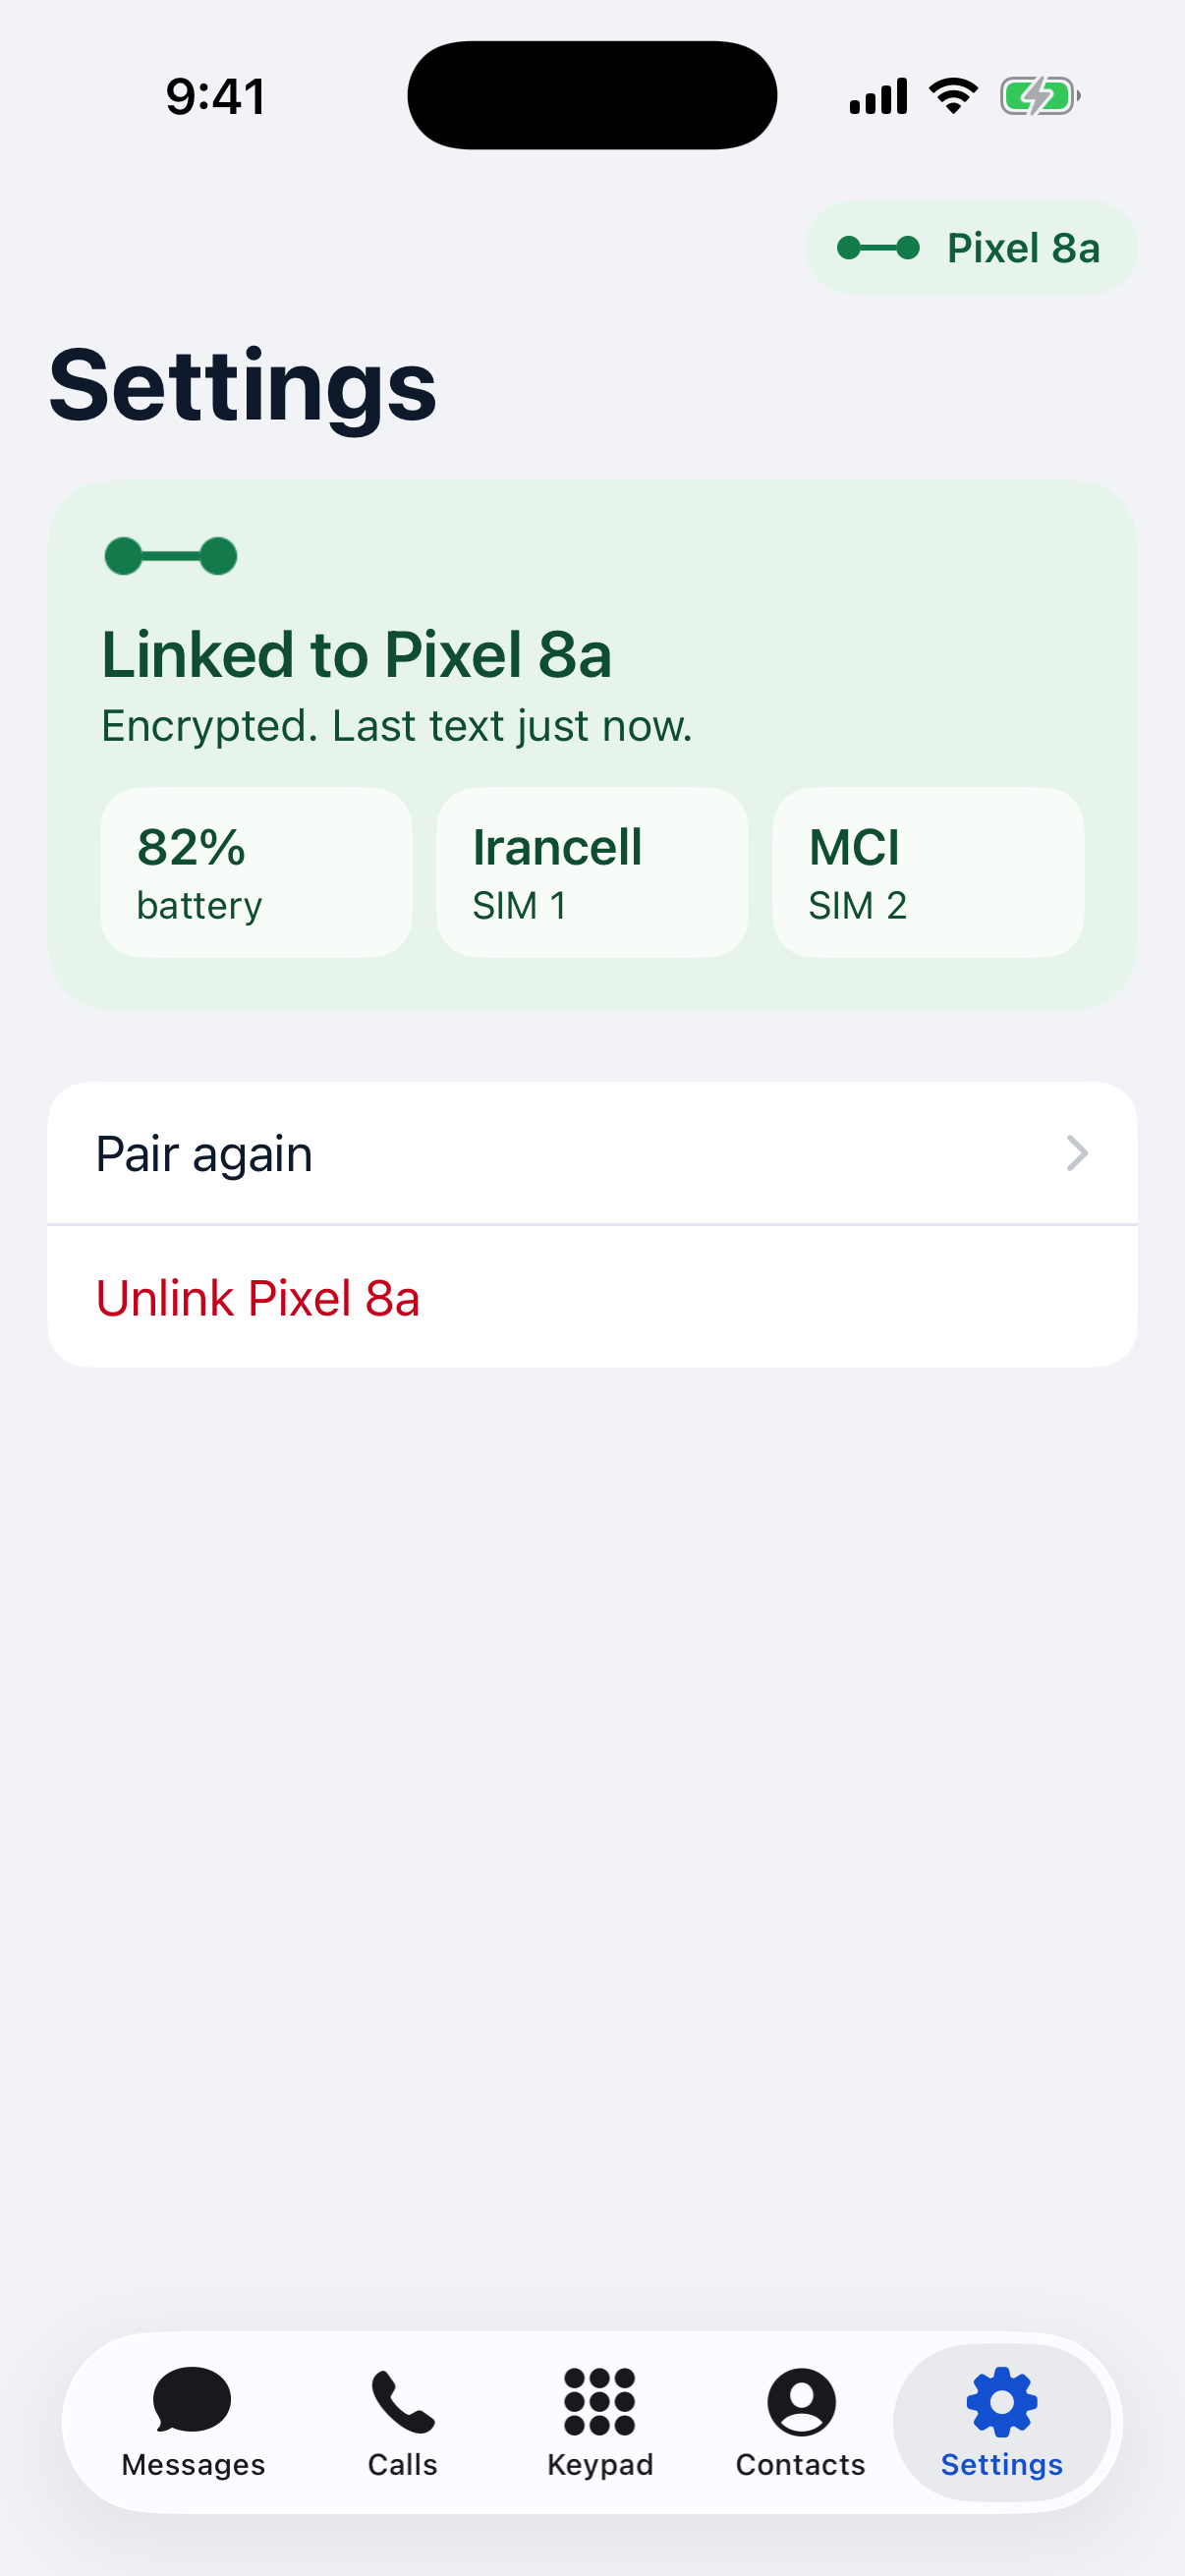 9:41
Pixel 8a
Settings
Linked to Pixel 8a
Encrypted. Last text just now.
82%
battery
Irancell
SIM 1
MCI
SIM 2
Pair again
Unlink Pixel 8a
Messages
Calls
Keypad
Contacts
Settings